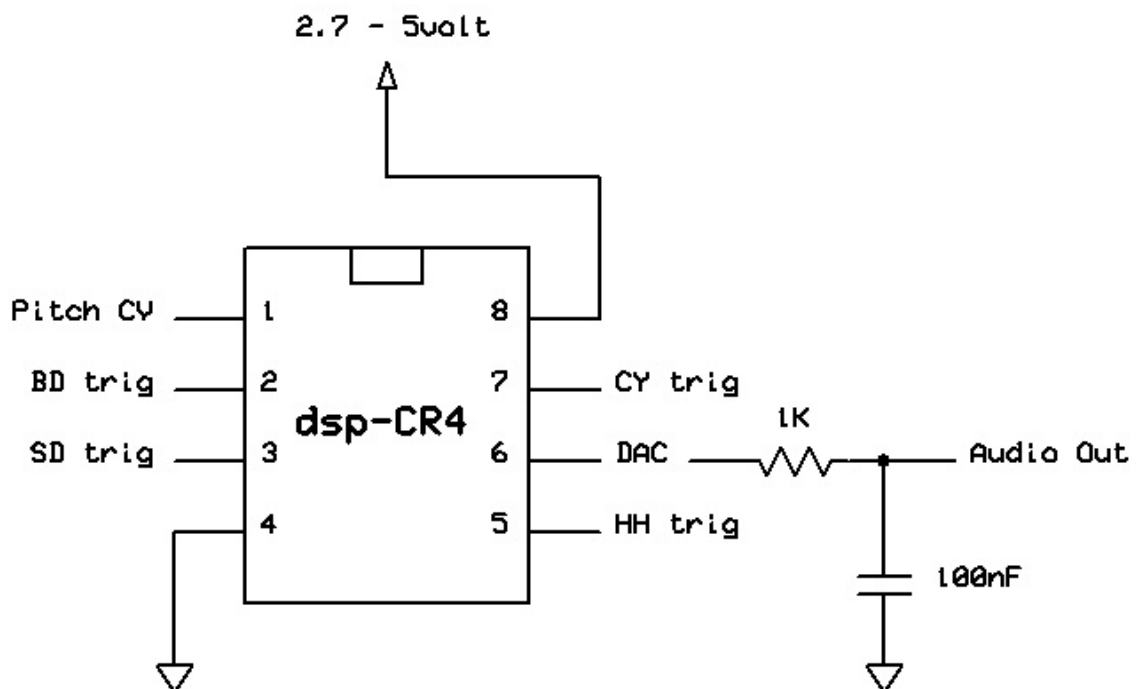 2.7 - 5volt
Pitch CV
1
8
BD trig
2
7
CY trig
dsp-CR4
1K
SD trig
3
6
DAC
Audio Out
4
5
HH trig
100nF